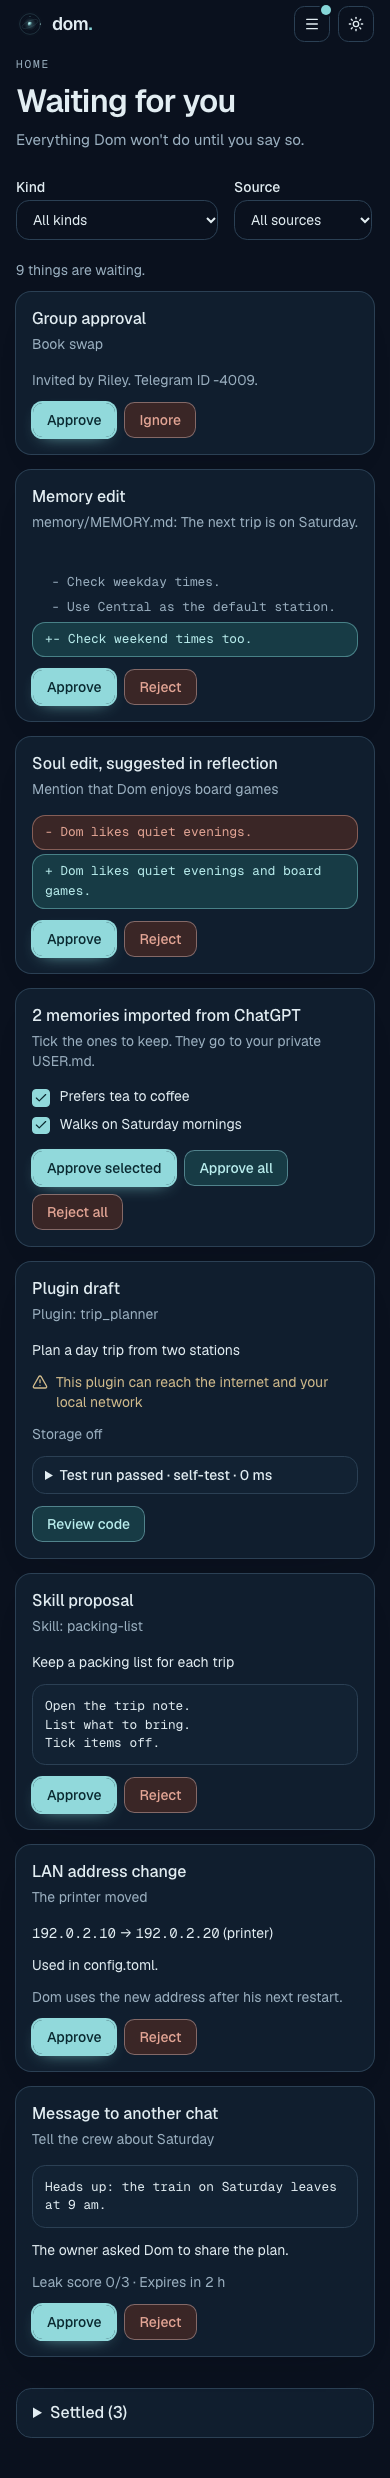 dom.
HOME
Waiting for you
Everything Dom won't do until you say so.
Kind
Source
All kinds
All sources
9 things are waiting.
Group approval
Book swap
Invited by Riley. Telegram ID -4009.
Approve
Ignore
Memory edit
memory/MEMORY.md: The next trip is on Saturday.
- Check weekday times.
- Use Central as the default station.
+- Check weekend times too.
Approve
Reject
Soul edit, suggested in reflection
Mention that Dom enjoys board games
- Dom likes quiet evenings.
+ Dom likes quiet evenings and board
games.
Approve
Reject
2 memories imported from ChatGPT
Tick the ones to keep. They go to your private
USER.md.
Prefers tea to coffee
Walks on Saturday mornings
Approve selected
Approve all
Reject all
Plugin draft
Plugin: trip_planner
Plan a day trip from two stations
This plugin can reach the internet and your
local network
Storage off
Test run passed · self-test · 0 ms
Review code
Skill proposal
Skill: packing-list
Keep a packing list for each trip
Open the trip note.
List what to bring.
Tick items off.
Approve
Reject
LAN address change
The printer moved
192.0.2.10 → 192.0.2.20 (printer)
Used in config.toml.
Dom uses the new address after his next restart.
Approve
Reject
Message to another chat
Tell the crew about Saturday
Heads up: the train on Saturday leaves
at 9 am.
The owner asked Dom to share the plan.
Leak score 0/3 · Expires in 2 h
Approve
Reject
Settled (3)